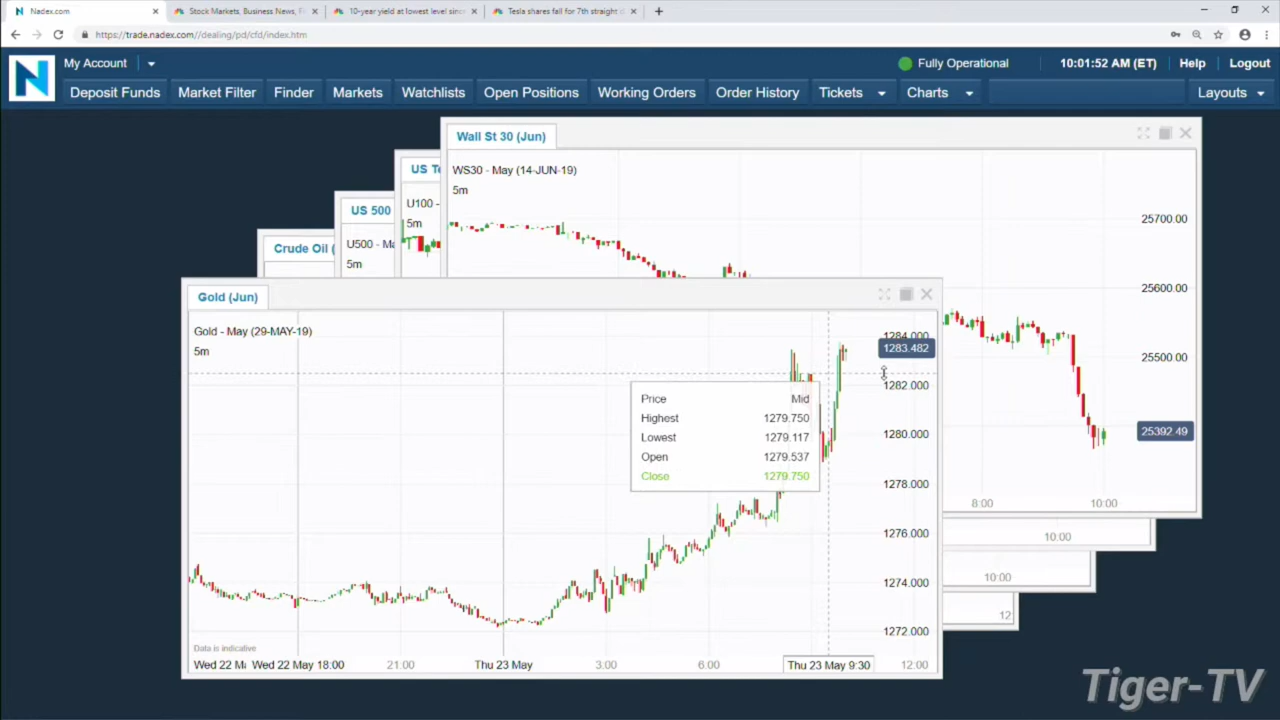 Nadex.com
Stock Markets, Business News, F
10-year yield at lowest level sinc
Tesla shares fall for 7th straight d
https://trade.nadex.com//dealing/pd/cfd/index.htm
N
My Account
Fully Operational
10:01:52 AM (ET)
Help
Logout
Deposit Funds
Market Filter
Finder
Markets
Watchlists
Open Positions
Working Orders
Order History
Tickets
Charts
Layouts
Wall St 30 (Jun)
WS30 - May (14-JUN-19)
5m
25700.00
25600.00
25500.00
25392.49
8:00
10:00
US Te
U100 -
5m
10:00
US 500
U500 - Ma
5m
10:00
Crude Oil (
12
Gold (Jun)
Gold - May (29-MAY-19)
5m
1284.000
1283.482
1282.000
1280.000
1278.000
1276.000
1274.000
1272.000
Price Mid
Highest 1279.750
Lowest 1279.117
Open 1279.537
Close 1279.750
Data is indicative
Wed 22 M
Wed 22 May 18:00
21:00
Thu 23 May
3:00
6:00
Thu 23 May 9:30
12:00
Tiger-TV